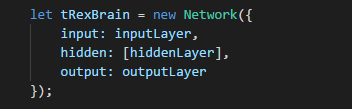 let tRexBrain = new Network({
    input: inputLayer,
    hidden: [hiddenLayer],
    output: outputLayer
});